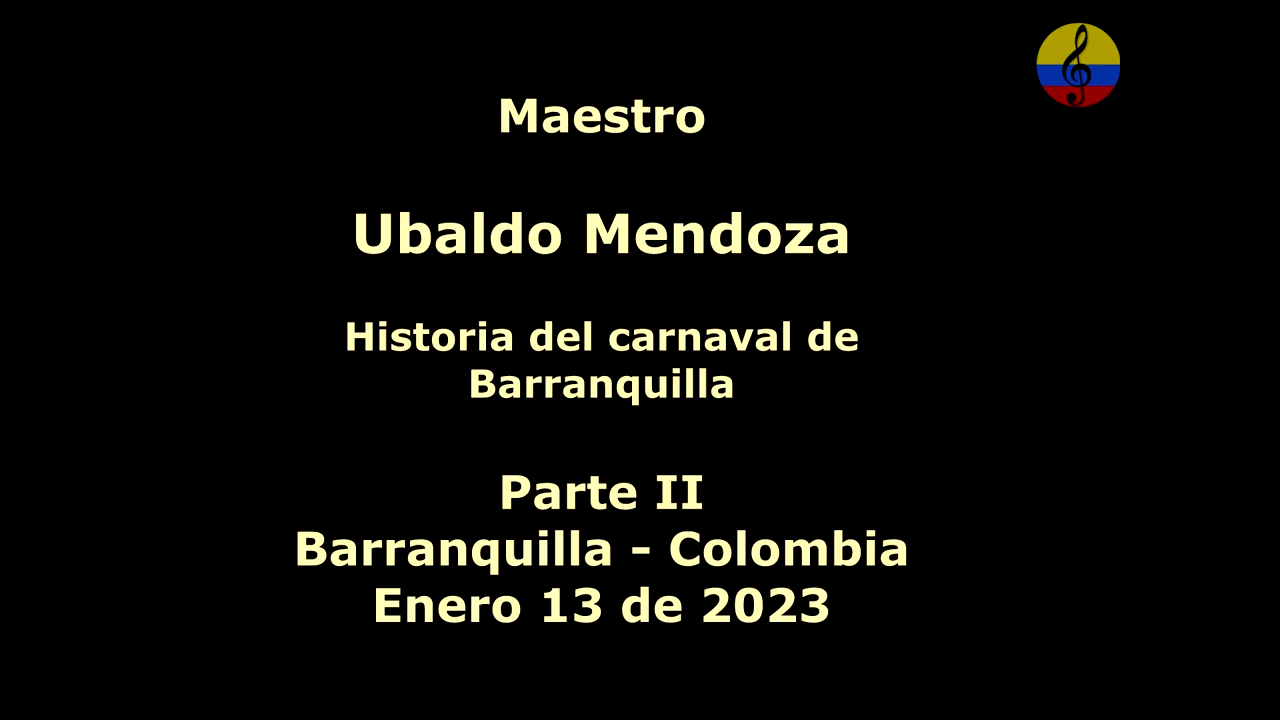 Maestro
Ubaldo Mendoza
Historia del carnaval de
Barranquilla
Parte II
Barranquilla - Colombia
Enero 13 de 2023